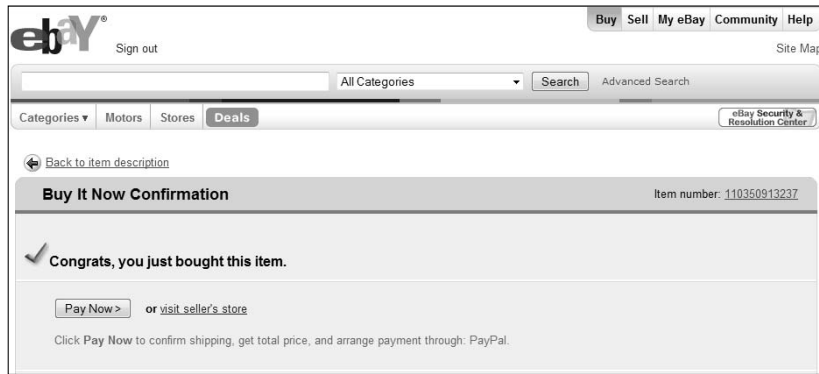 ebaY®
Buy Sell My eBay Community Help
Sign out
Site Map
All Categories Search Advanced Search
Categories Motors Stores Deals
eBay Security &
Resolution Center
Back to item description
Buy It Now Confirmation Item number: 110350913237
Congrats, you just bought this item.
Pay Now > or visit seller's store
Click Pay Now to confirm shipping, get total price, and arrange payment through: PayPal.